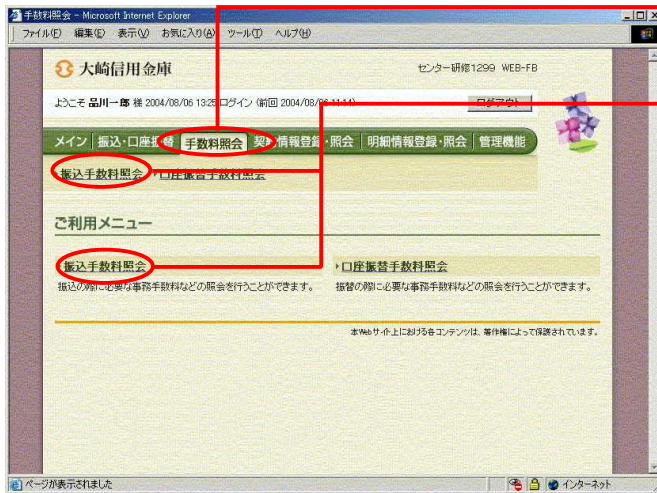 手数料照会 - Microsoft Internet Explorer
ファイル(F) 編集(E) 表示(V) お気に入り(A) ツール(T) ヘルプ(H)
大崎信用金庫
センター研修1299 WEB-FB
ようこそ 品川一郎 様 2004/08/06 13:25 ログイン (前回 2004/08/06 11:14)
ログアウト
メイン 振込・口座振替 手数料照会 契約情報登録・照会 明細情報登録・照会 管理機能
振込手数料照会 口座振替手数料照会
ご利用メニュー
振込手数料照会 口座振替手数料照会
振込の際に必要な事務手数料などの照会を行うことができます。 振替の際に必要な事務手数料などの照会を行うことができます。
本Webサイト上における各コンテンツは、著作権によって保護されています。
ページが表示されました インターネット